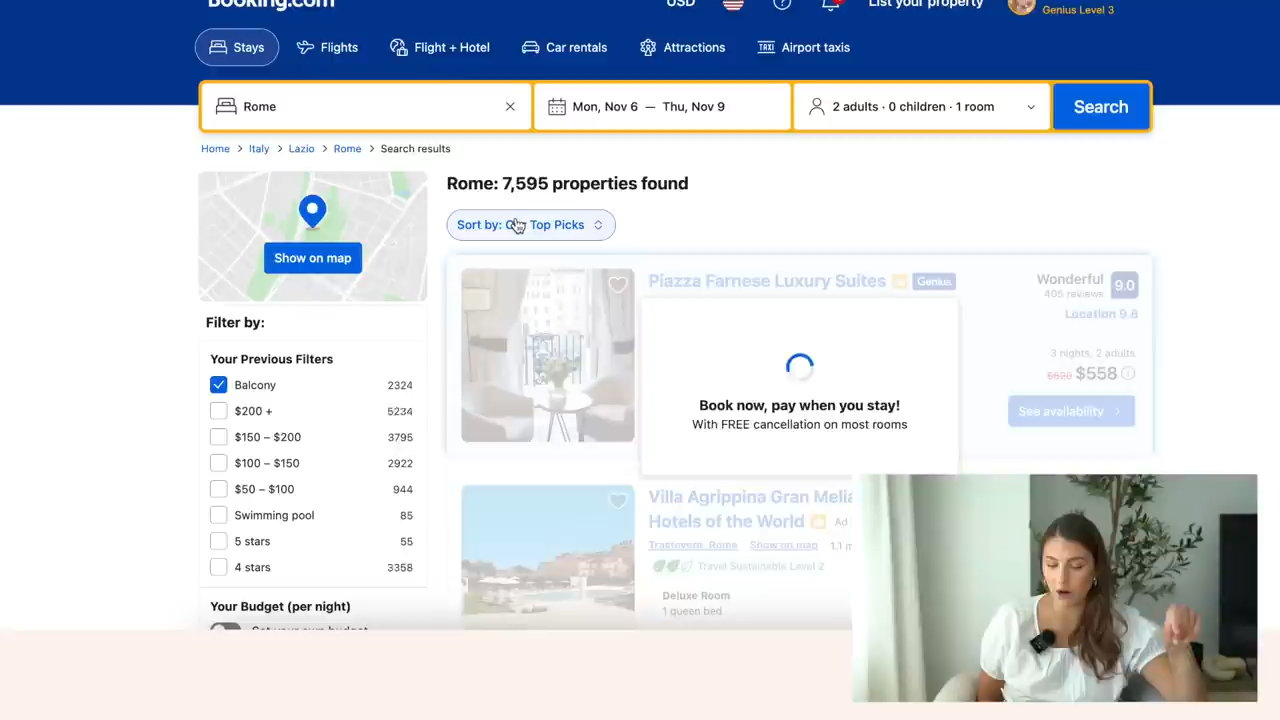 Booking.com
USD
List your property
Genius Level 3
Stays
Flights
Flight + Hotel
Car rentals
Attractions
TAXI
Airport taxis
Rome
Mon, Nov 6 — Thu, Nov 9
2 adults · 0 children · 1 room
Search
Home > Italy > Lazio > Rome > Search results
Show on map
Rome: 7,595 properties found
Sort by: Top Picks
Filter by:
Your Previous Filters
Balcony 2324
$200 + 5234
$150 – $200 3795
$100 – $150 2922
$50 – $100 944
Swimming pool 85
5 stars 55
4 stars 3358
Your Budget (per night)
Piazza Farnese Luxury Suites
Genius
Wonderful
405 reviews
9.0
Location 9.6
3 nights, 2 adults
$620 $558
See availability
Book now, pay when you stay!
With FREE cancellation on most rooms
Villa Agrippina Gran Meliá
Hotels of the World
Ad
Trastevere, Rome
Show on map
1.1
Travel Sustainable Level 2
Deluxe Room
1 queen bed